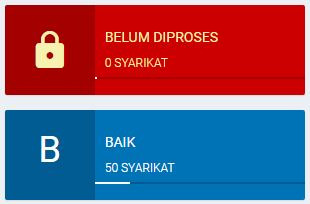 BELUM DIPROSES
0 SYARIKAT
B
BAIK
50 SYARIKAT